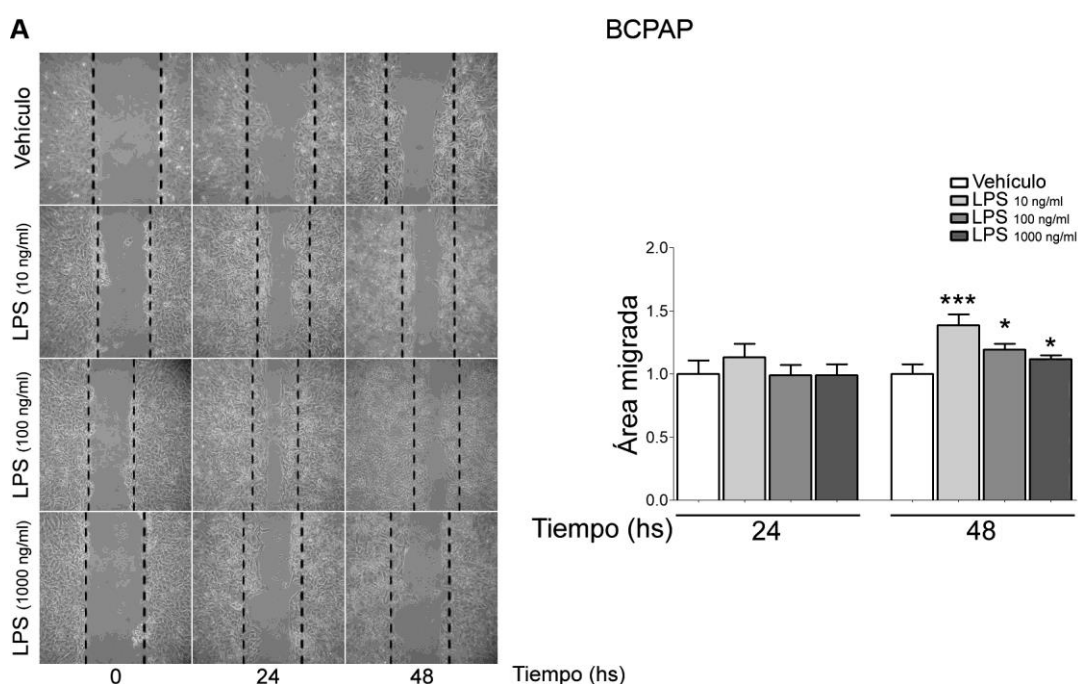 A
BCPAP
Vehículo
LPS (10 ng/ml)
LPS (100 ng/ml)
LPS (1000 ng/ml)
0 24 48 Tiempo (hs)
Vehículo
LPS 10 ng/ml
LPS 100 ng/ml
LPS 1000 ng/ml
Área migrada
2.0
1.5
1.0
0.5
0.0
*** * *
Tiempo (hs) 24 48